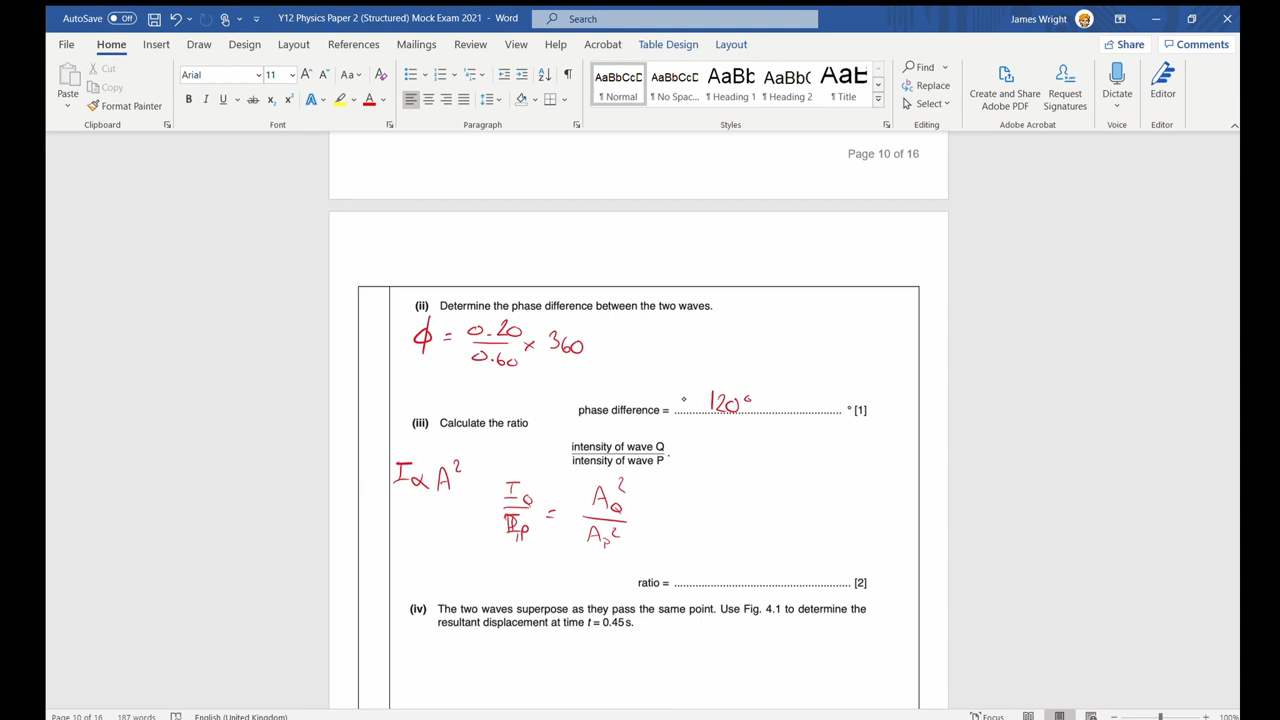 AutoSave Off
Y12 Physics Paper 2 (Structured) Mock Exam 2021 - Word
Search
James Wright
File Home Insert Draw Design Layout References Mailings Review View Help Acrobat Table Design Layout
Share Comments
Paste
Cut
Copy
Format Painter
Clipboard
Arial 11
Font
Paragraph
AaBbCcD ¶ Normal
AaBbCcD, ¶ No Spac...
AaBb ¶ Heading 1
AaBb( ¶ Heading 2
AaB ¶ Title
Styles
Find
Replace
Select
Editing
Create and Share Adobe PDF
Request Signatures
Adobe Acrobat
Dictate
Voice
Editor
Editor
Page 10 of 16
(ii) Determine the phase difference between the two waves.
ϕ = 0.20/0.60 × 360
phase difference = 120° ° [1]
(iii) Calculate the ratio
intensity of wave Q
intensity of wave P .
I ∝ A²
I_Q/I_P = A_Q²/A_P²
ratio = ........................................................ [2]
(iv) The two waves superpose as they pass the same point. Use Fig. 4.1 to determine the
resultant displacement at time t = 0.45 s.
Page 10 of 16 187 words English (United Kingdom) Focus 100%